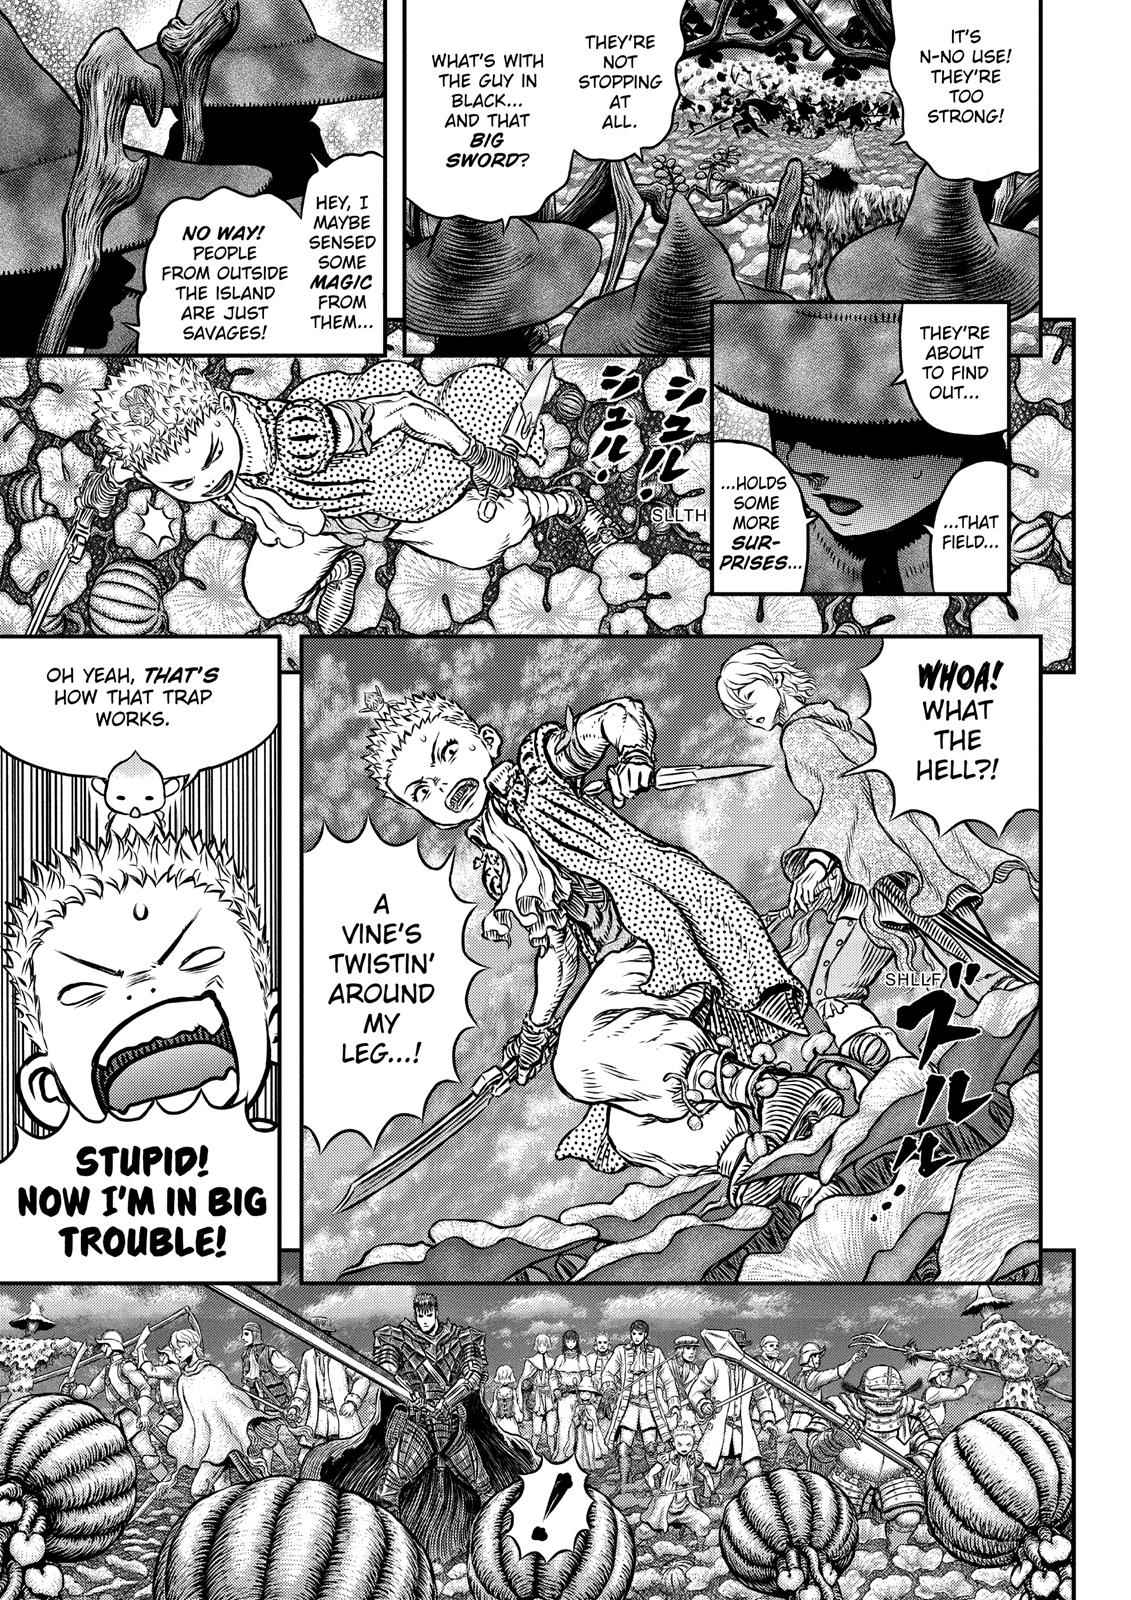 IT'S
N-NO USE!
THEY'RE
TOO
STRONG!
THEY'RE
NOT
STOPPING
AT
ALL.
WHAT'S WITH
THE GUY IN
BLACK...
AND THAT
BIG
SWORD?
HEY, I
MAYBE
SENSED
SOME
MAGIC
FROM
THEM...
NO WAY!
PEOPLE
FROM OUTSIDE
THE ISLAND
ARE JUST
SAVAGES!
THEY'RE
ABOUT
TO FIND
OUT...
...THAT
FIELD...
...HOLDS
SOME
MORE
SUR-
PRISES...
シュル
シュル
SLLTH
WHOA!
WHAT
THE
HELL?!
A
VINE'S
TWISTIN'
AROUND
MY
LEG...!
SHLLF
ズルル
OH YEAH, THAT'S
HOW THAT TRAP
WORKS.
STUPID!
NOW I'M IN BIG
TROUBLE!
!